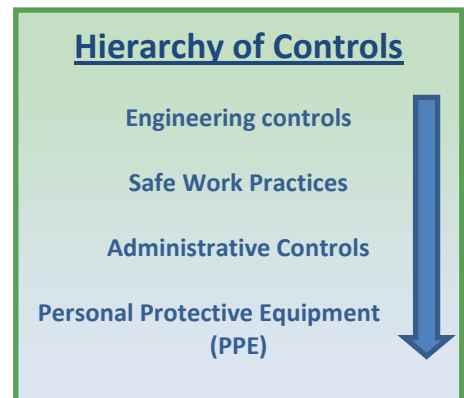 Hierarchy of Controls
Engineering controls
Safe Work Practices
Administrative Controls
Personal Protective Equipment
(PPE)